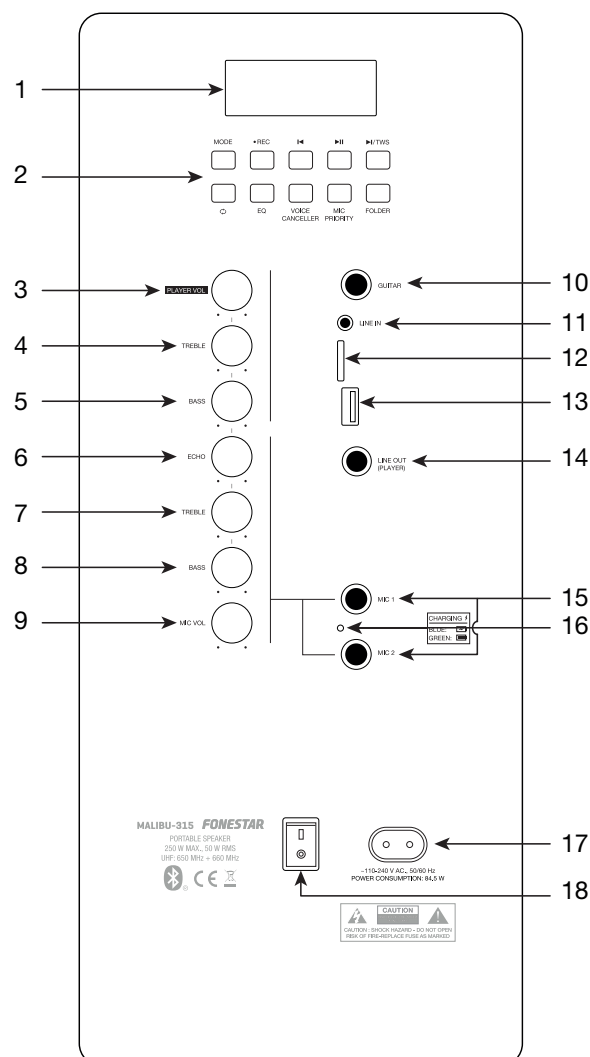 1
MODE •REC I◀ ▶II ▶I/TWS
2
EQ VOICE CANCELLER MIC PRIORITY FOLDER
3
PLAYER VOL
4
TREBLE
5
BASS
6
ECHO
7
TREBLE
8
BASS
9
MIC VOL
GUITAR
10
LINE IN
11
12
13
LINE OUT
(PLAYER)
14
MIC 1
15
16
CHARGING
BLUE:
GREEN:
MIC 2
MALIBU-315 FONESTAR
PORTABLE SPEAKER
250 W MAX., 50 W RMS
UHF: 650 MHz + 660 MHz
CE
18
17
~110-240 V AC., 50/60 Hz
POWER CONSUMPTION: 84,5 W
CAUTION
CAUTION : SHOCK HAZARD - DO NOT OPEN
RISK OF FIRE-REPLACE FUSE AS MARKED